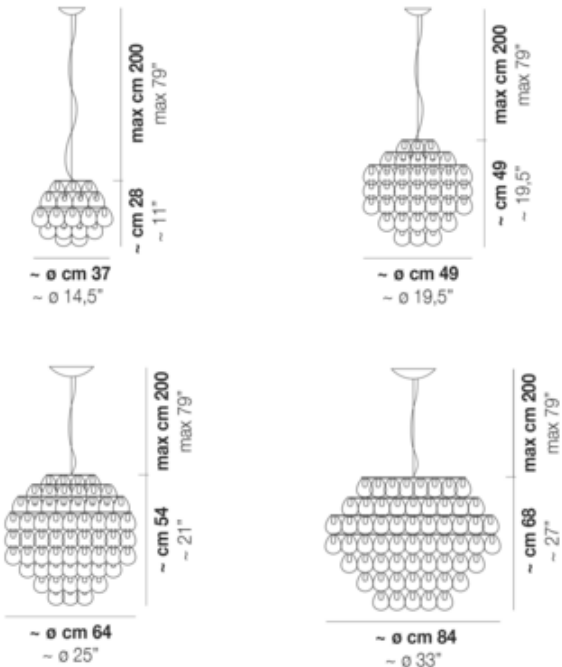 max cm 200
max 79"
~ cm 28
~ 11"
~ ø cm 37
~ ø 14,5"
max cm 200
max 79"
~ cm 49
~ 19,5"
~ ø cm 49
~ ø 19,5"
max cm 200
max 79"
~ cm 54
~ 21"
~ ø cm 64
~ ø 25"
max cm 200
max 79"
~ cm 68
~ 27"
~ ø cm 84
~ ø 33"